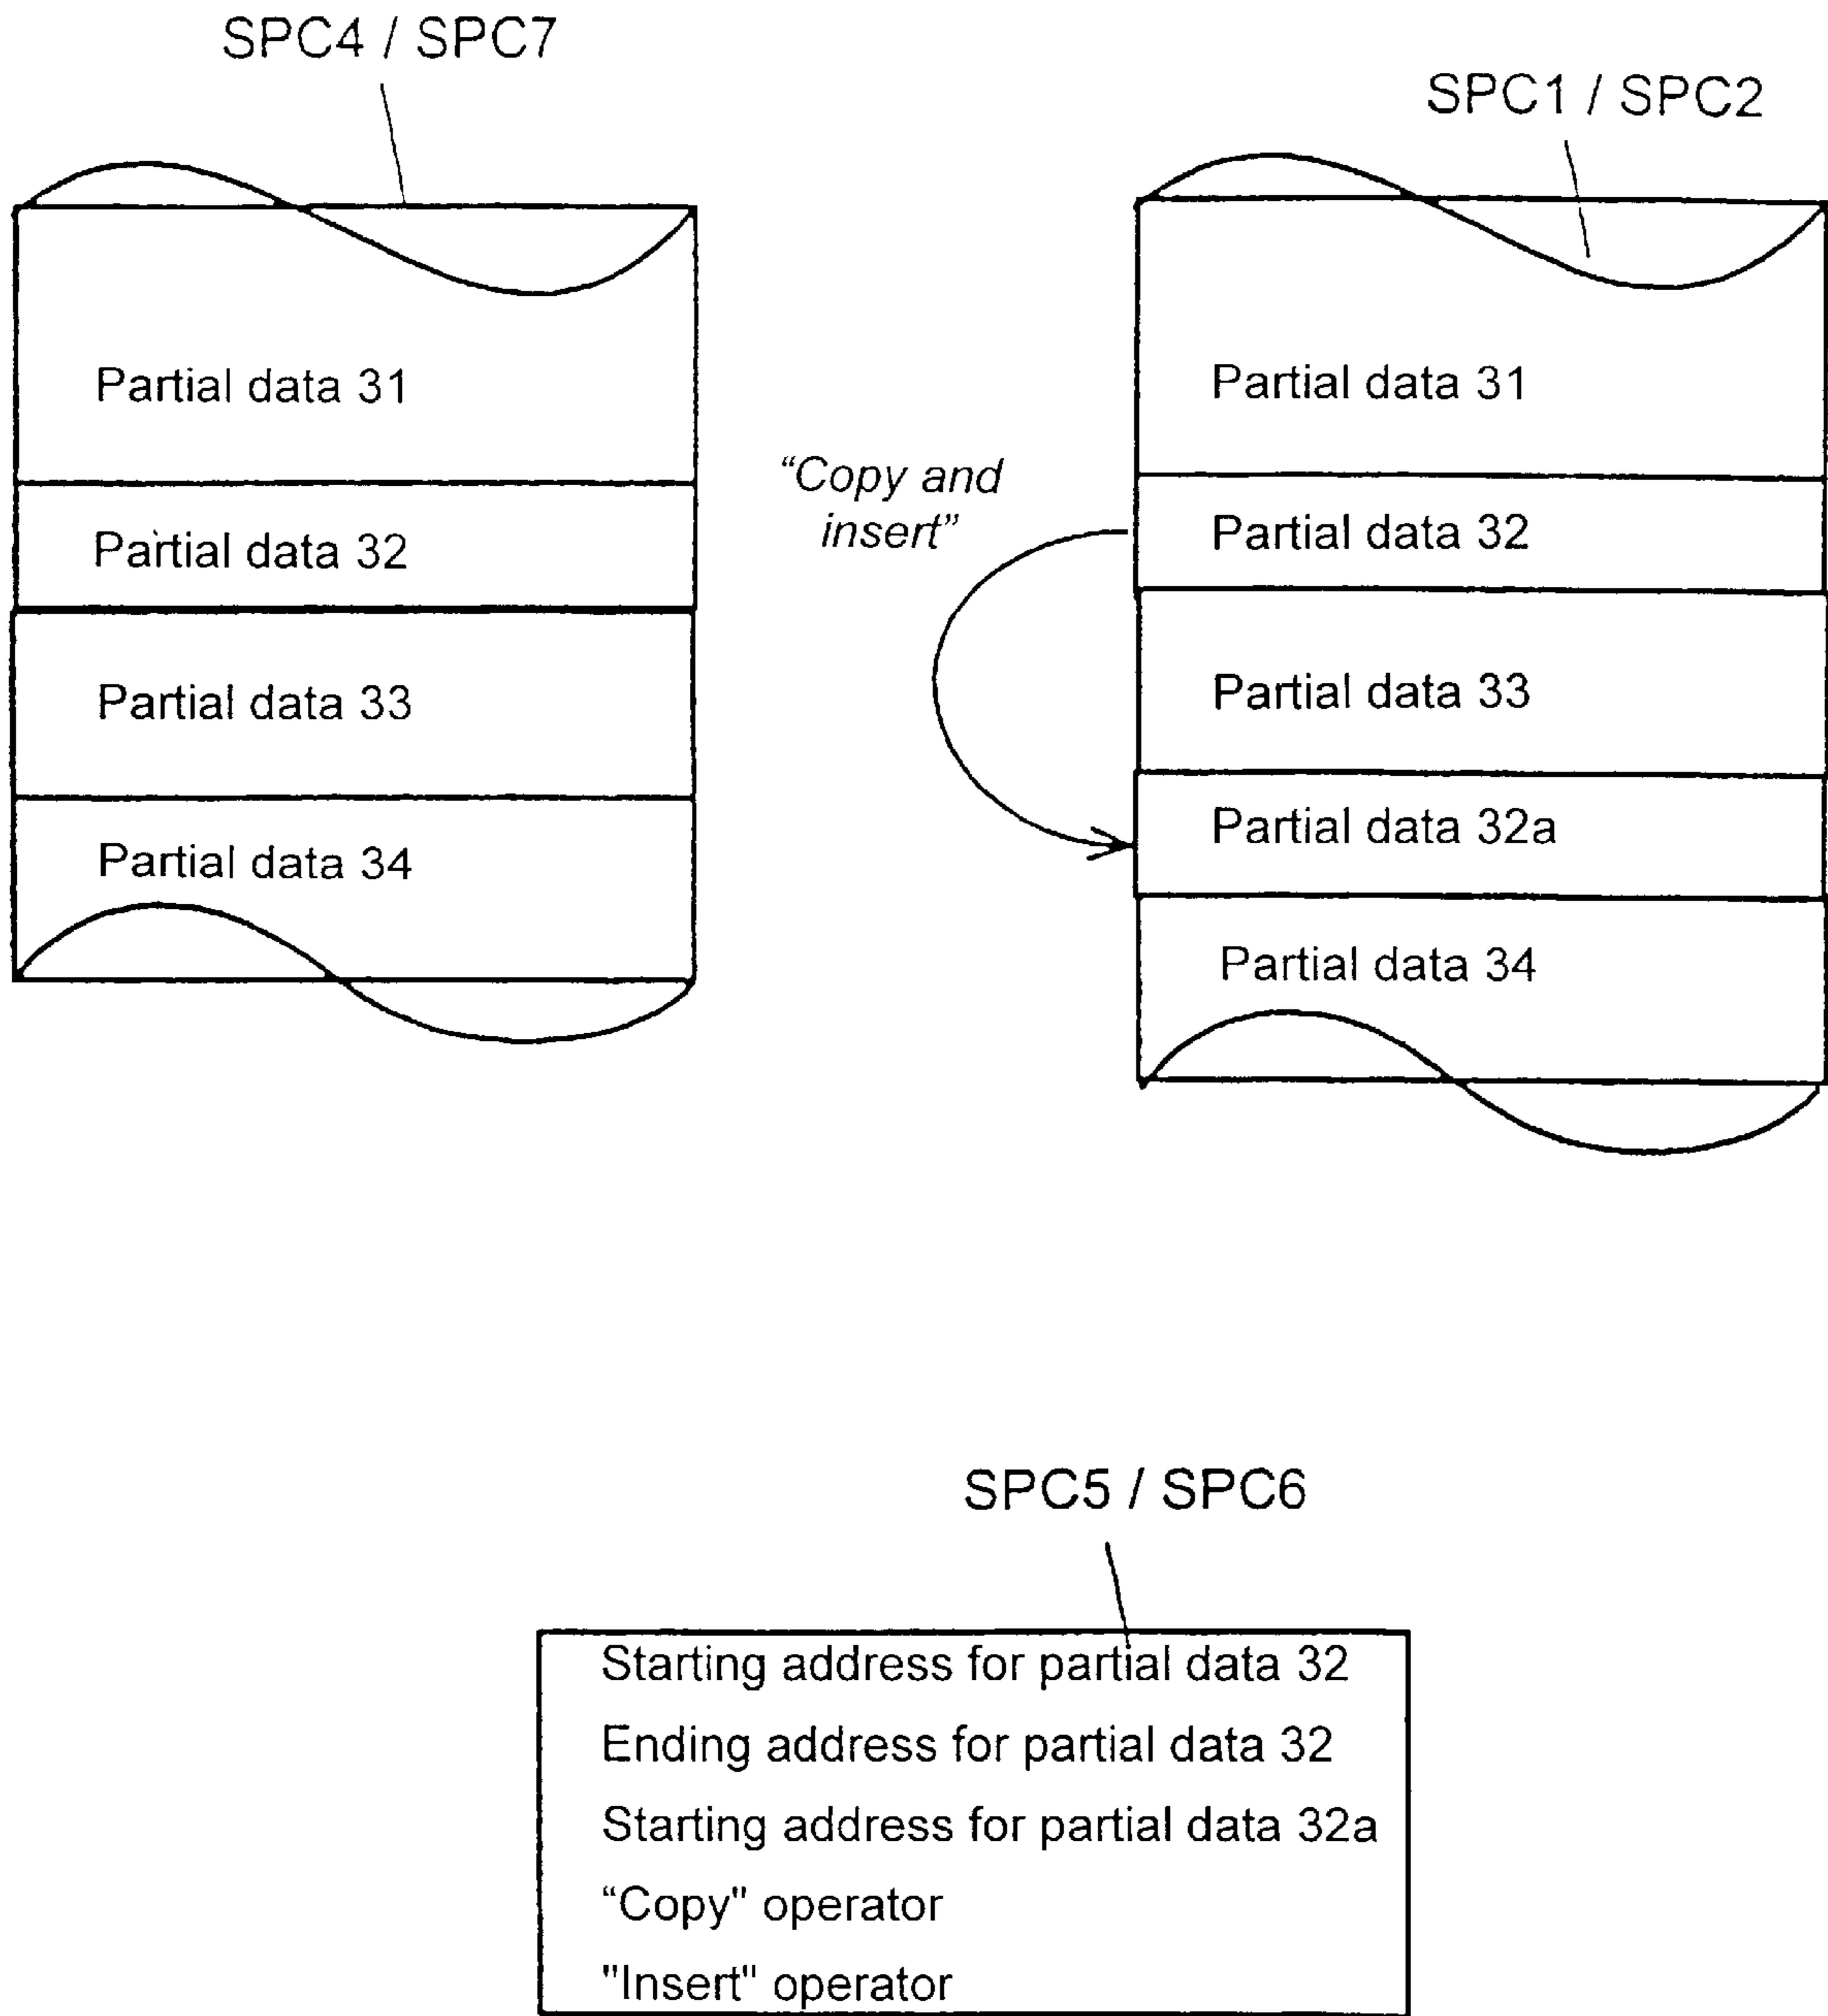 SPC4 / SPC7
Partial data 31
Partial data 32
Partial data 33
Partial data 34
SPC1 / SPC2
“Copy and
insert”
Partial data 31
Partial data 32
Partial data 33
Partial data 32a
Partial data 34
SPC5 / SPC6
Starting address for partial data 32
Ending address for partial data 32
Starting address for partial data 32a
“Copy" operator
"Insert" operator